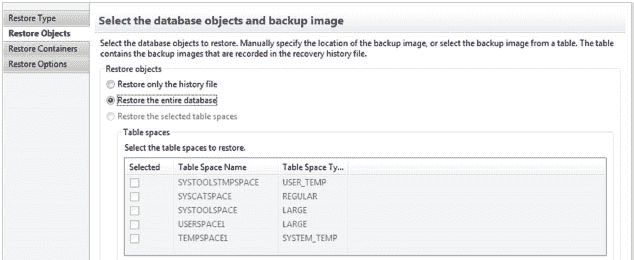 Restore Type
Restore Objects
Restore Containers
Restore Options
Select the database objects and backup image
Select the database objects to restore. Manually specify the location of the backup image, or select the backup image from a table. The table
contains the backup images that are recorded in the recovery history file.
Restore objects
Restore only the history file
Restore the entire database
Restore the selected table spaces
Table spaces
Select the table spaces to restore.
Selected Table Space Name Table Space Ty...
SYSTOOLSTMPSPACE USER_TEMP
SYSCATSPACE REGULAR
SYSTOOLSPACE LARGE
USERSPACE1 LARGE
TEMPSPACE1 SYSTEM_TEMP